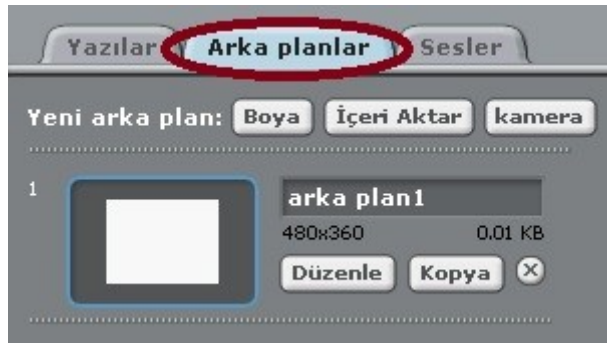 Yazılar Arka planlar Sesler
Yeni arka plan: Boya İçeri Aktar kamera
1
arka plan1
480x360 0.01 KB
Düzenle Kopya